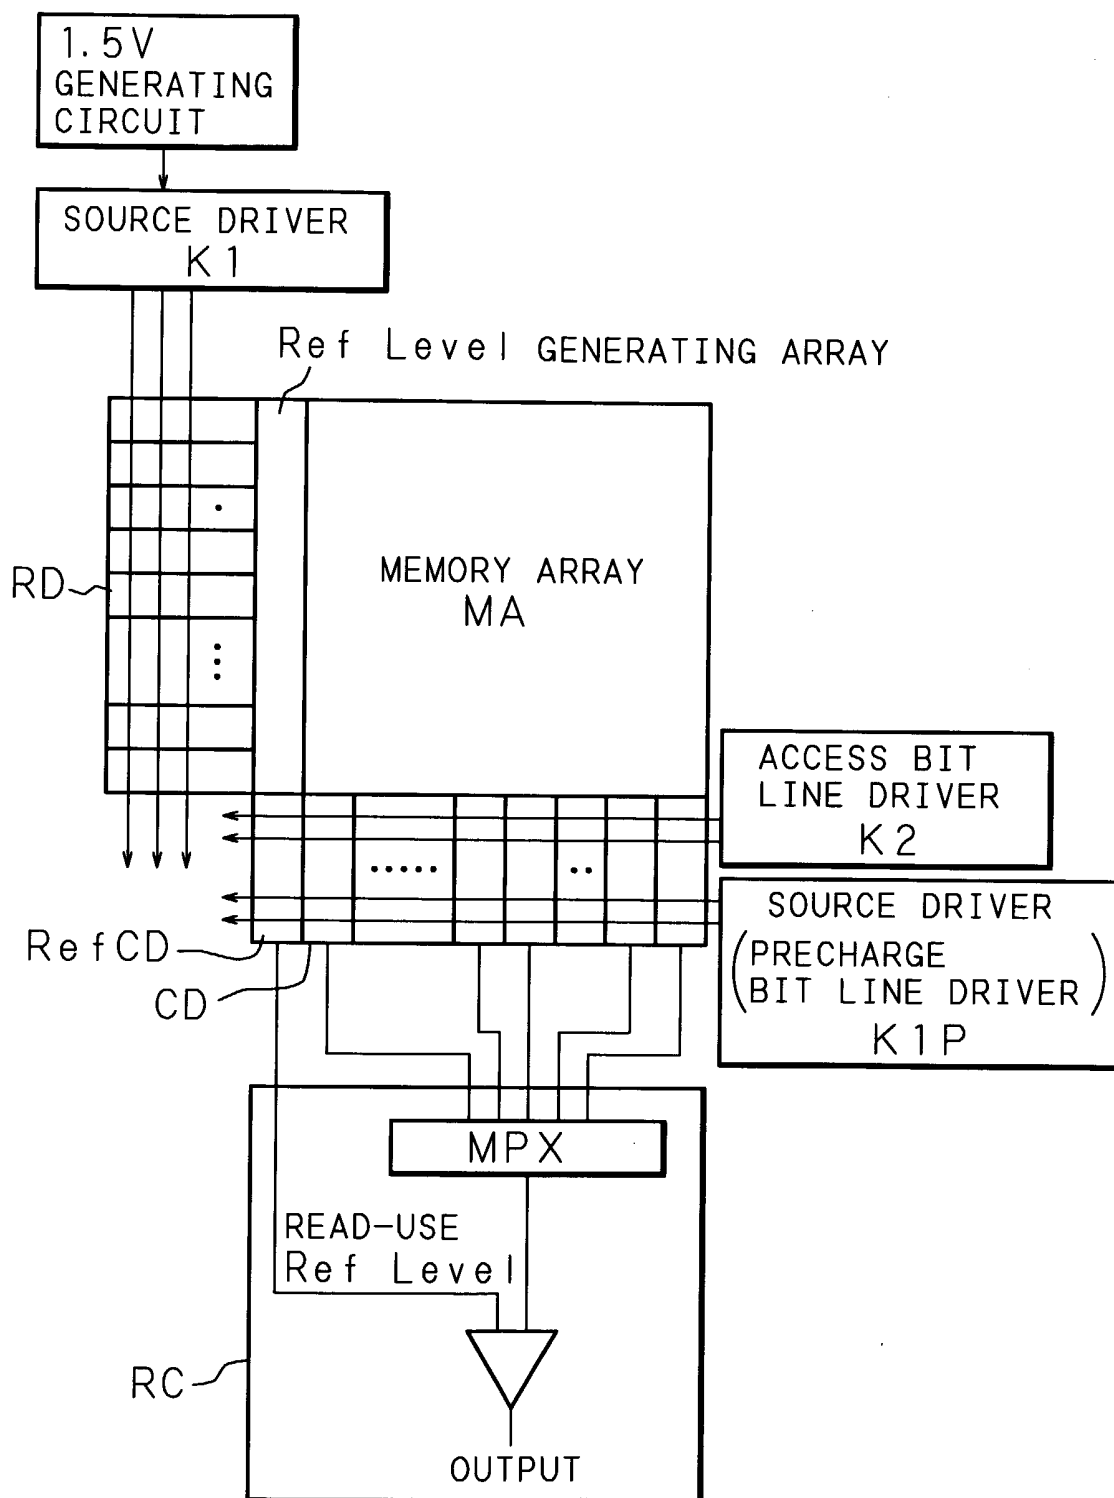 1.5V
GENERATING
CIRCUIT
SOURCE DRIVER
K1
Ref Level GENERATING ARRAY
RD
MEMORY ARRAY
MA
ACCESS BIT
LINE DRIVER
K2
SOURCE DRIVER
(PRECHARGE
BIT LINE DRIVER)
K1P
RefCD
CD
MPX
READ-USE
Ref Level
RC
OUTPUT